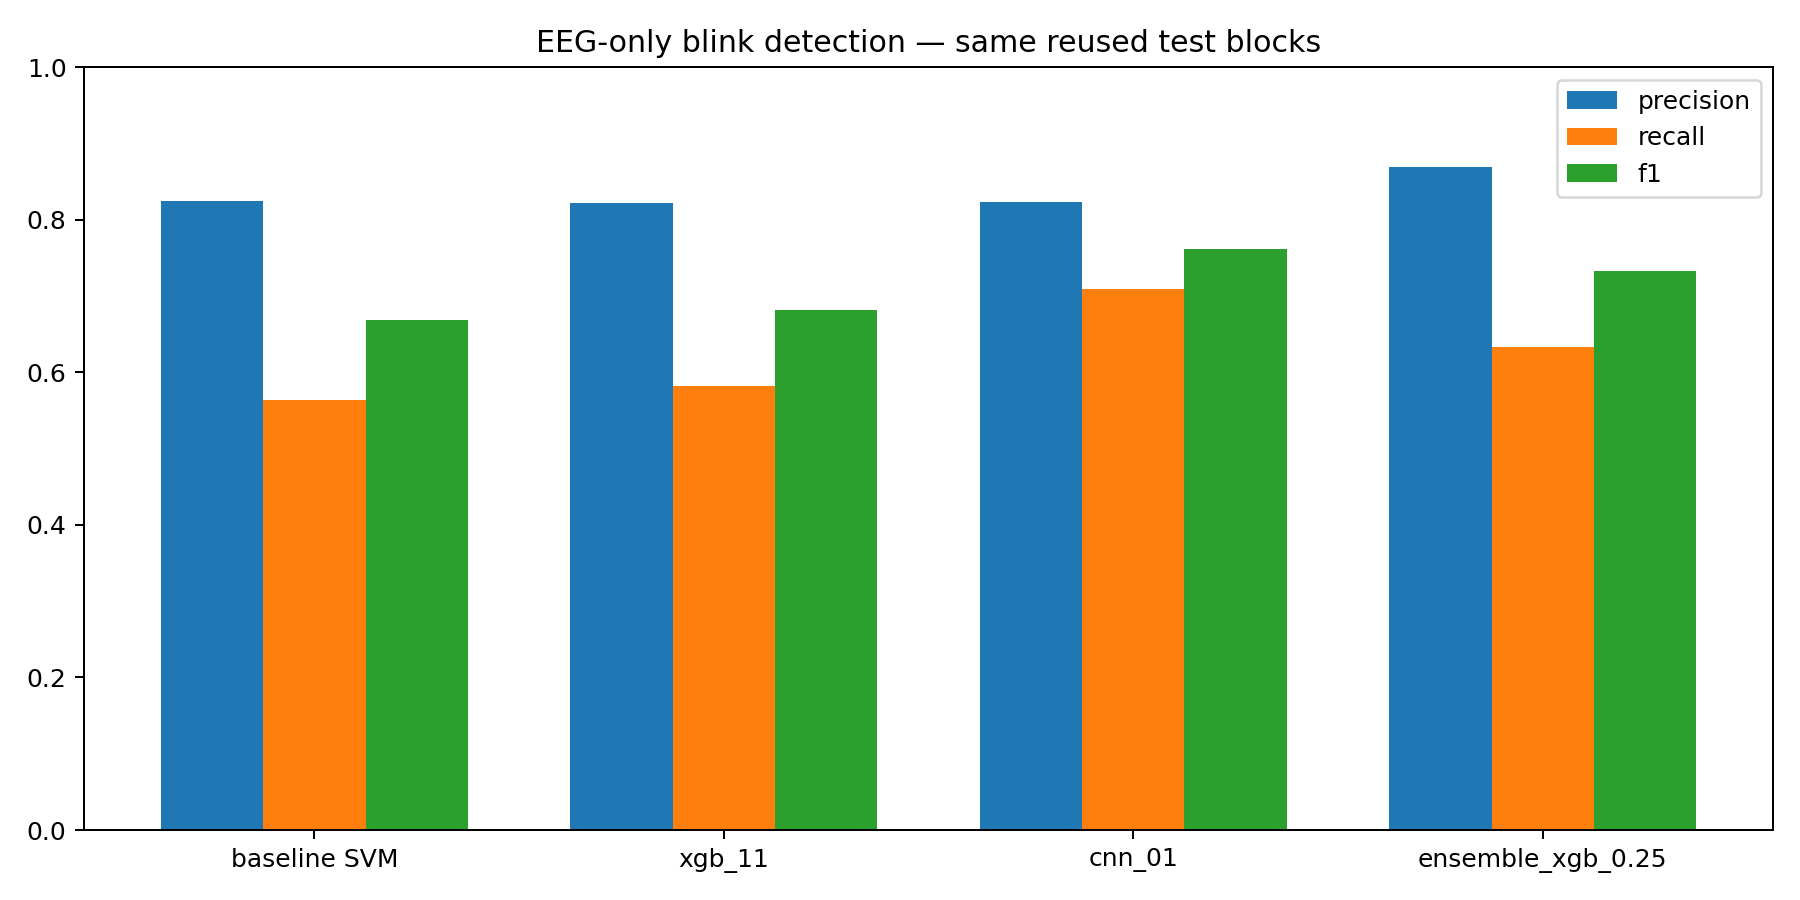 EEG-only blink detection — same reused test blocks
1.0
0.8
0.6
0.4
0.2
0.0
precision
recall
f1
baseline SVM
xgb_11
cnn_01
ensemble_xgb_0.25